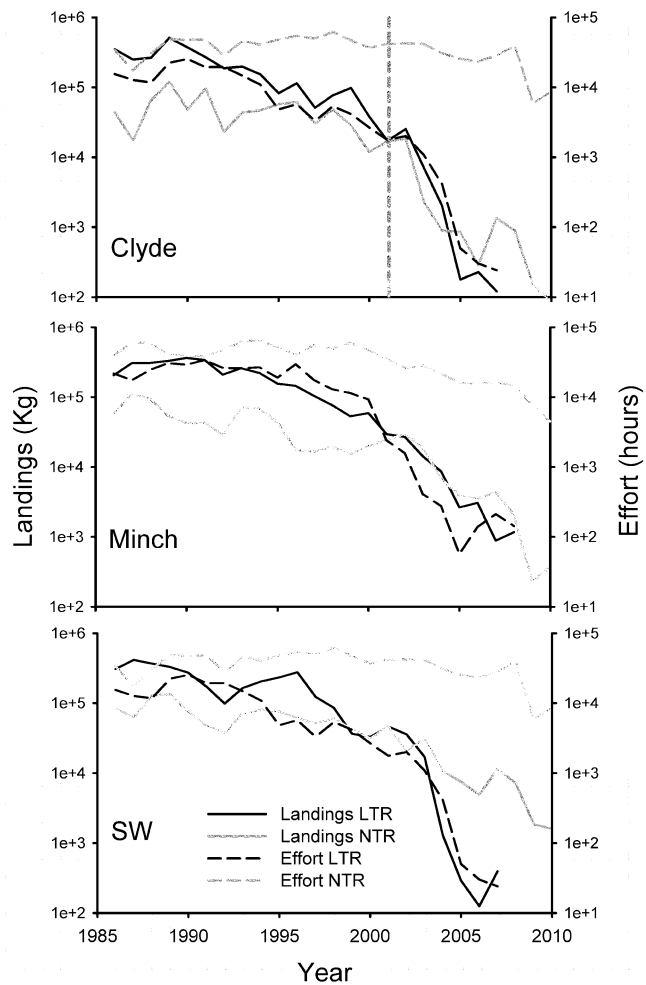 1e+6
1e+5
1e+5
1e+4
1e+4
1e+3
1e+3
1e+2
1e+2
1e+1
Clyde
1e+6
1e+5
1e+5
1e+4
1e+4
1e+3
1e+3
1e+2
1e+2
1e+1
Minch
Landings (Kg)
Effort (hours)
1e+6
1e+5
1e+5
1e+4
1e+4
1e+3
1e+3
1e+2
1e+2
1e+1
SW
Landings LTR
Landings NTR
Effort LTR
Effort NTR
1985 1990 1995 2000 2005 2010
Year